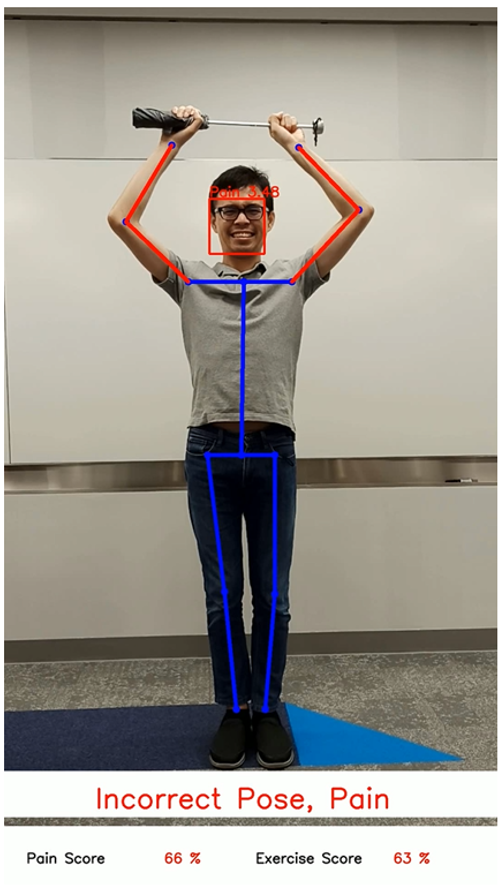 Pain 3.48
Incorrect Pose, Pain
Pain Score 66 % Exercise Score 63 %